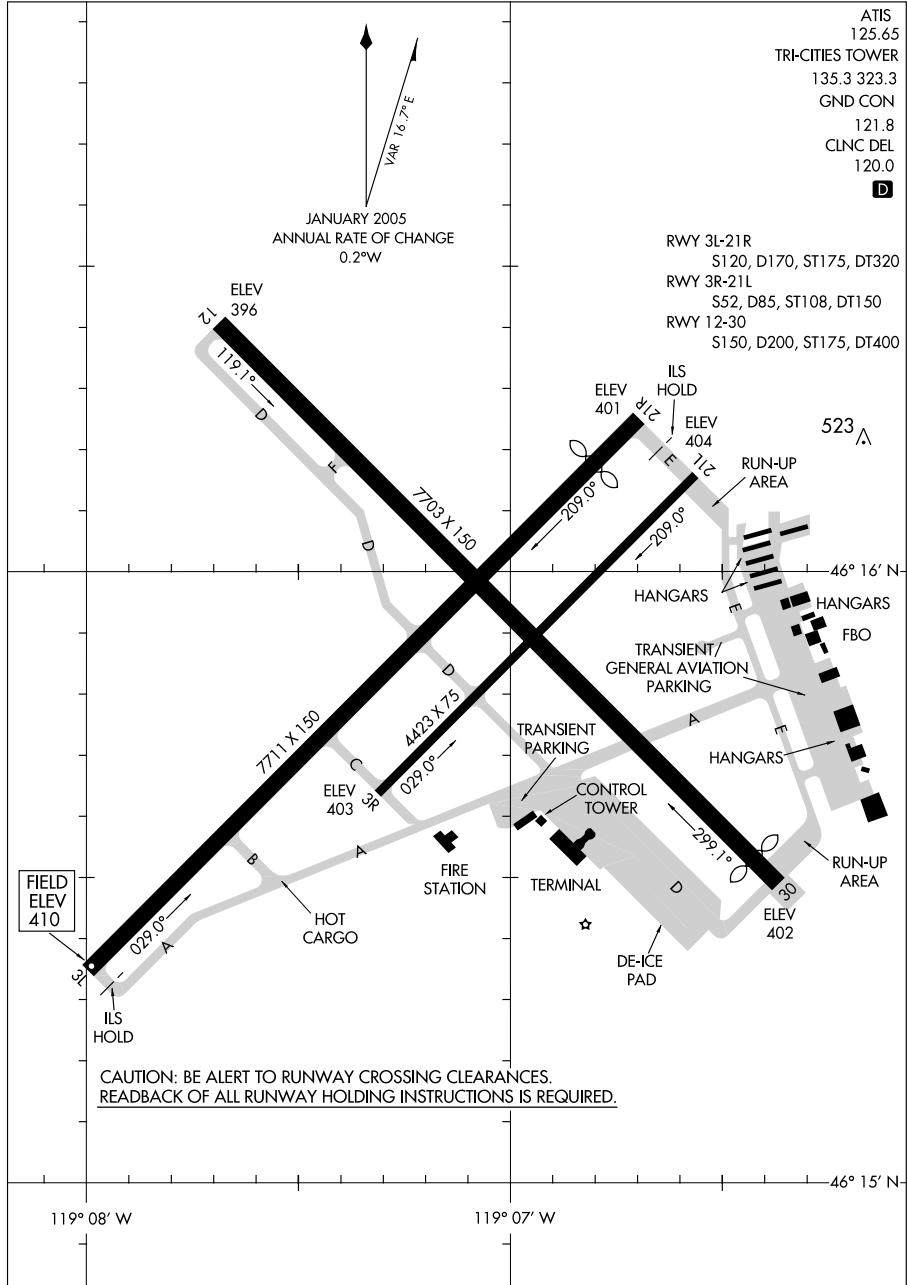 ATIS
125.65
TRI-CITIES TOWER
135.3 323.3
GND CON
121.8
CLNC DEL
120.0
D
VAR 16.7° E
JANUARY 2005
ANNUAL RATE OF CHANGE
0.2°W
RWY 3L-21R
S120, D170, ST175, DT320
RWY 3R-21L
S52, D85, ST108, DT150
RWY 12-30
S150, D200, ST175, DT400
ELEV
396
12
119.1°
D
F
D
7703 X 150
ELEV
401
21R
ILS
HOLD
E
ELEV
404
21L
523
RUN-UP
AREA
209.0°
209.0°
46° 16' N
HANGARS
E
HANGARS
FBO
TRANSIENT/
GENERAL AVIATION
PARKING
D
7711 X 150
4423 X 75
A
E
TRANSIENT
PARKING
HANGARS
C
029.0°
ELEV
403
3R
CONTROL
TOWER
299.1°
A
B
FIRE
STATION
TERMINAL
D
RUN-UP
AREA
30
ELEV
402
FIELD
ELEV
410
029.0°
A
HOT
CARGO
DE-ICE
PAD
3L
ILS
HOLD
CAUTION: BE ALERT TO RUNWAY CROSSING CLEARANCES.
READBACK OF ALL RUNWAY HOLDING INSTRUCTIONS IS REQUIRED.
46° 15' N
119° 08' W
119° 07' W